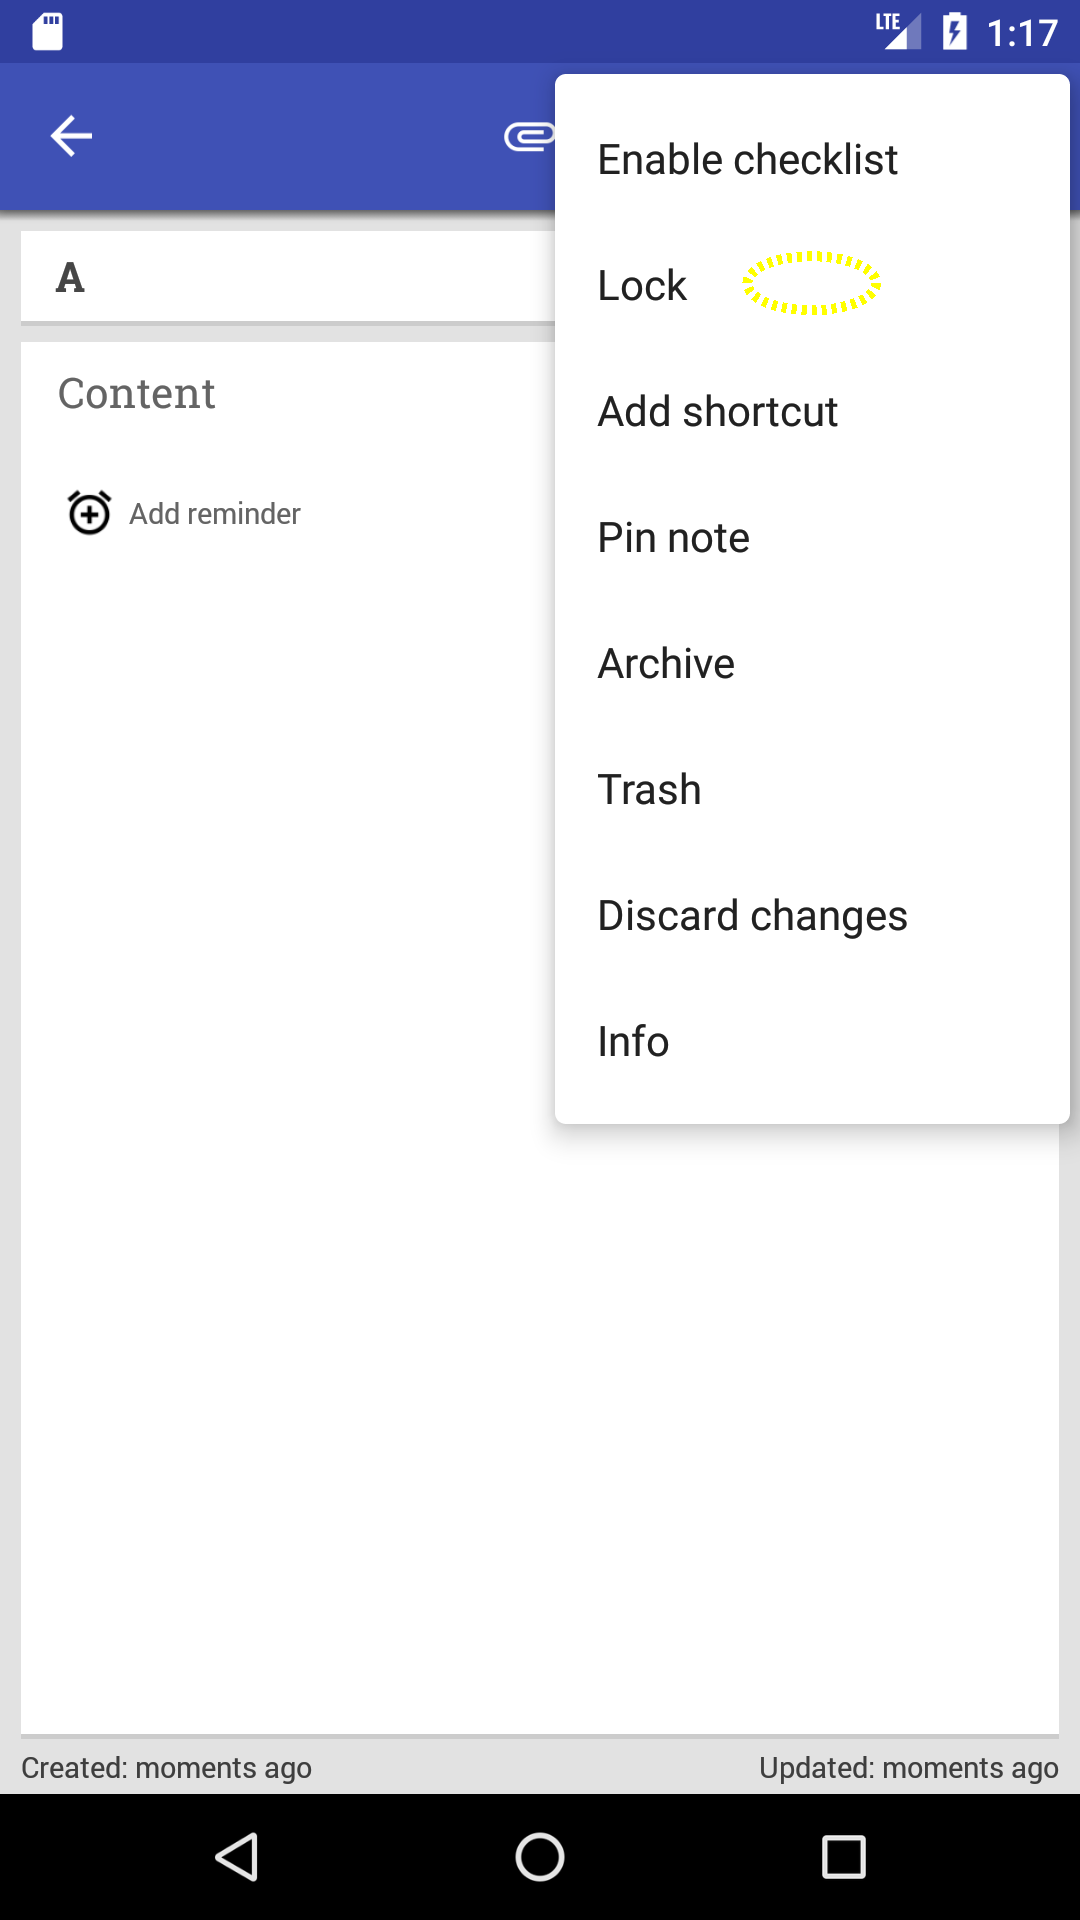 LTE 1:17
Enable checklist
A
Lock
Content
Add shortcut
Add reminder
Pin note
Archive
Trash
Discard changes
Info
Created: moments ago
Updated: moments ago